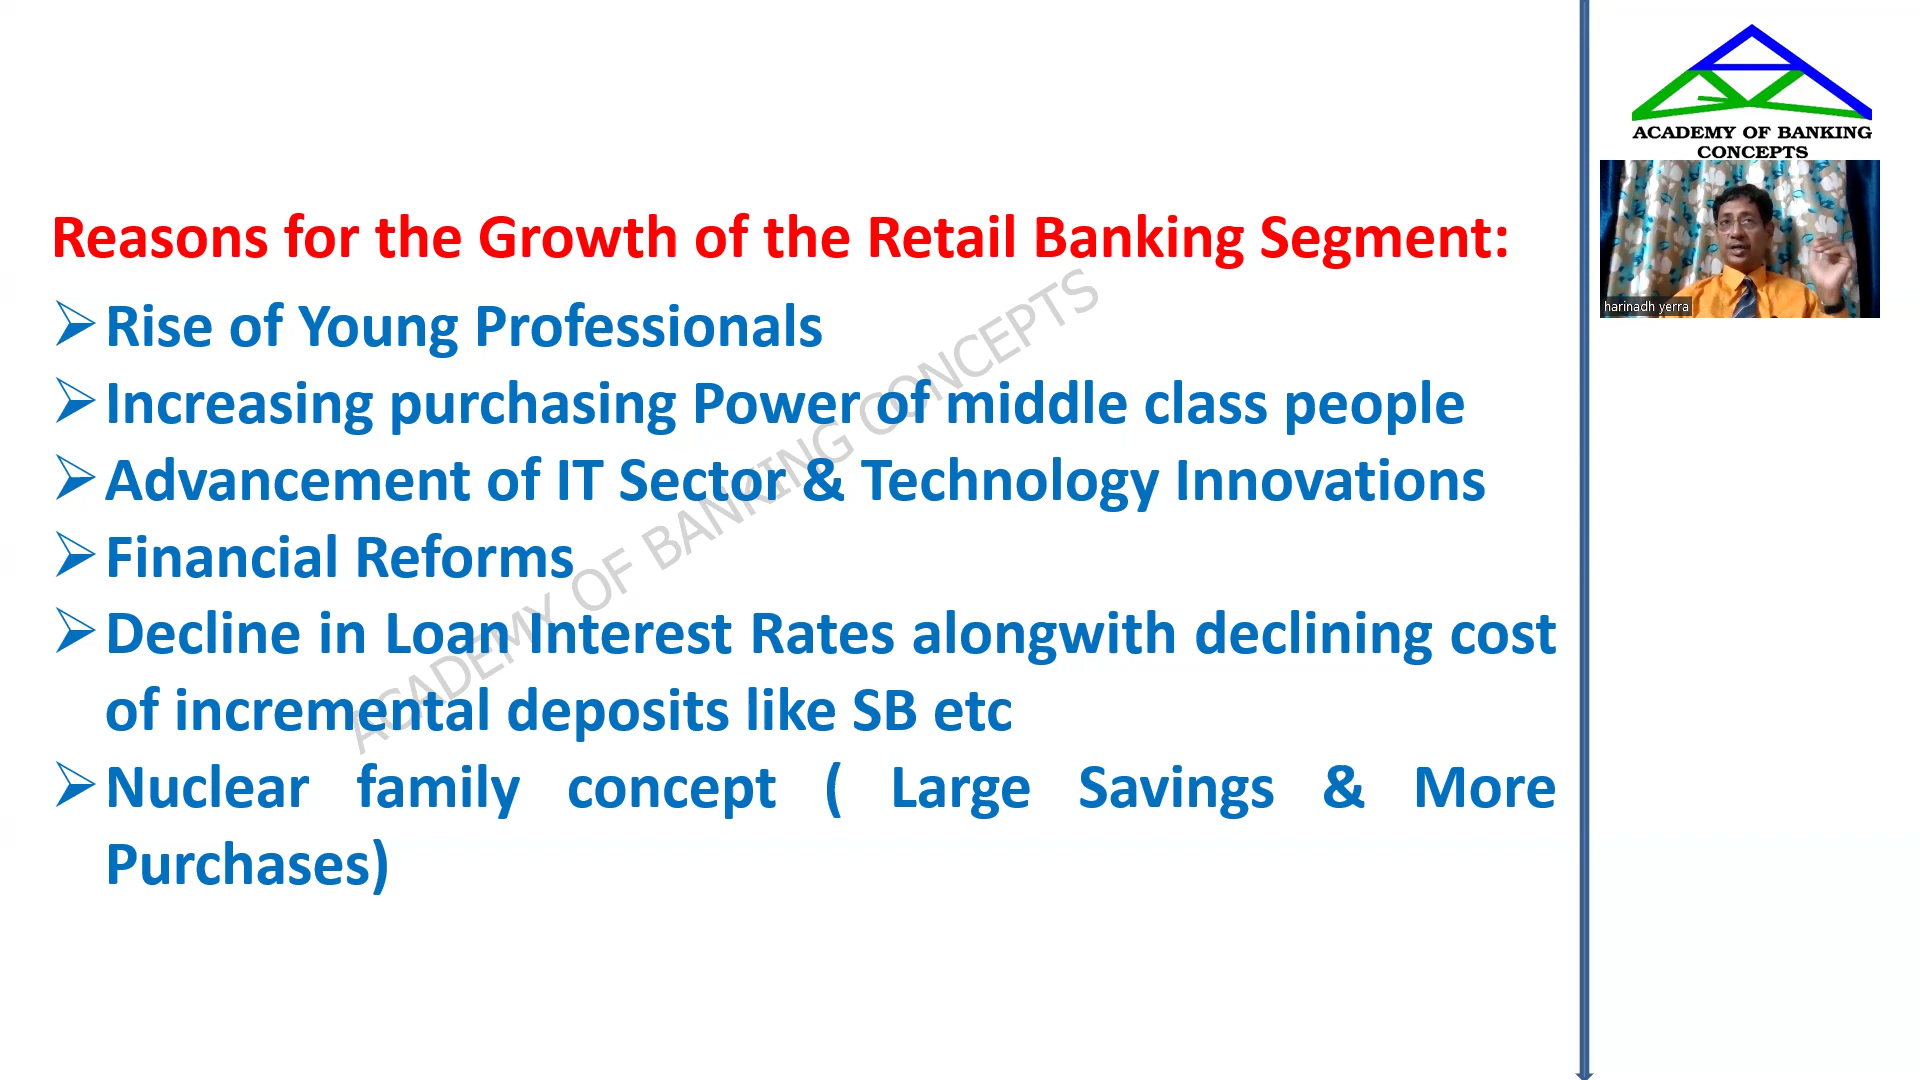 ACADEMY OF BANKING
CONCEPTS
harinadh yerra
Reasons for the Growth of the Retail Banking Segment:
Rise of Young Professionals
Increasing purchasing Power of middle class people
Advancement of IT Sector & Technology Innovations
Financial Reforms
Decline in Loan Interest Rates alongwith declining cost
of incremental deposits like SB etc
Nuclear family concept ( Large Savings & More
Purchases)
ACADEMY OF BANKING CONCEPTS